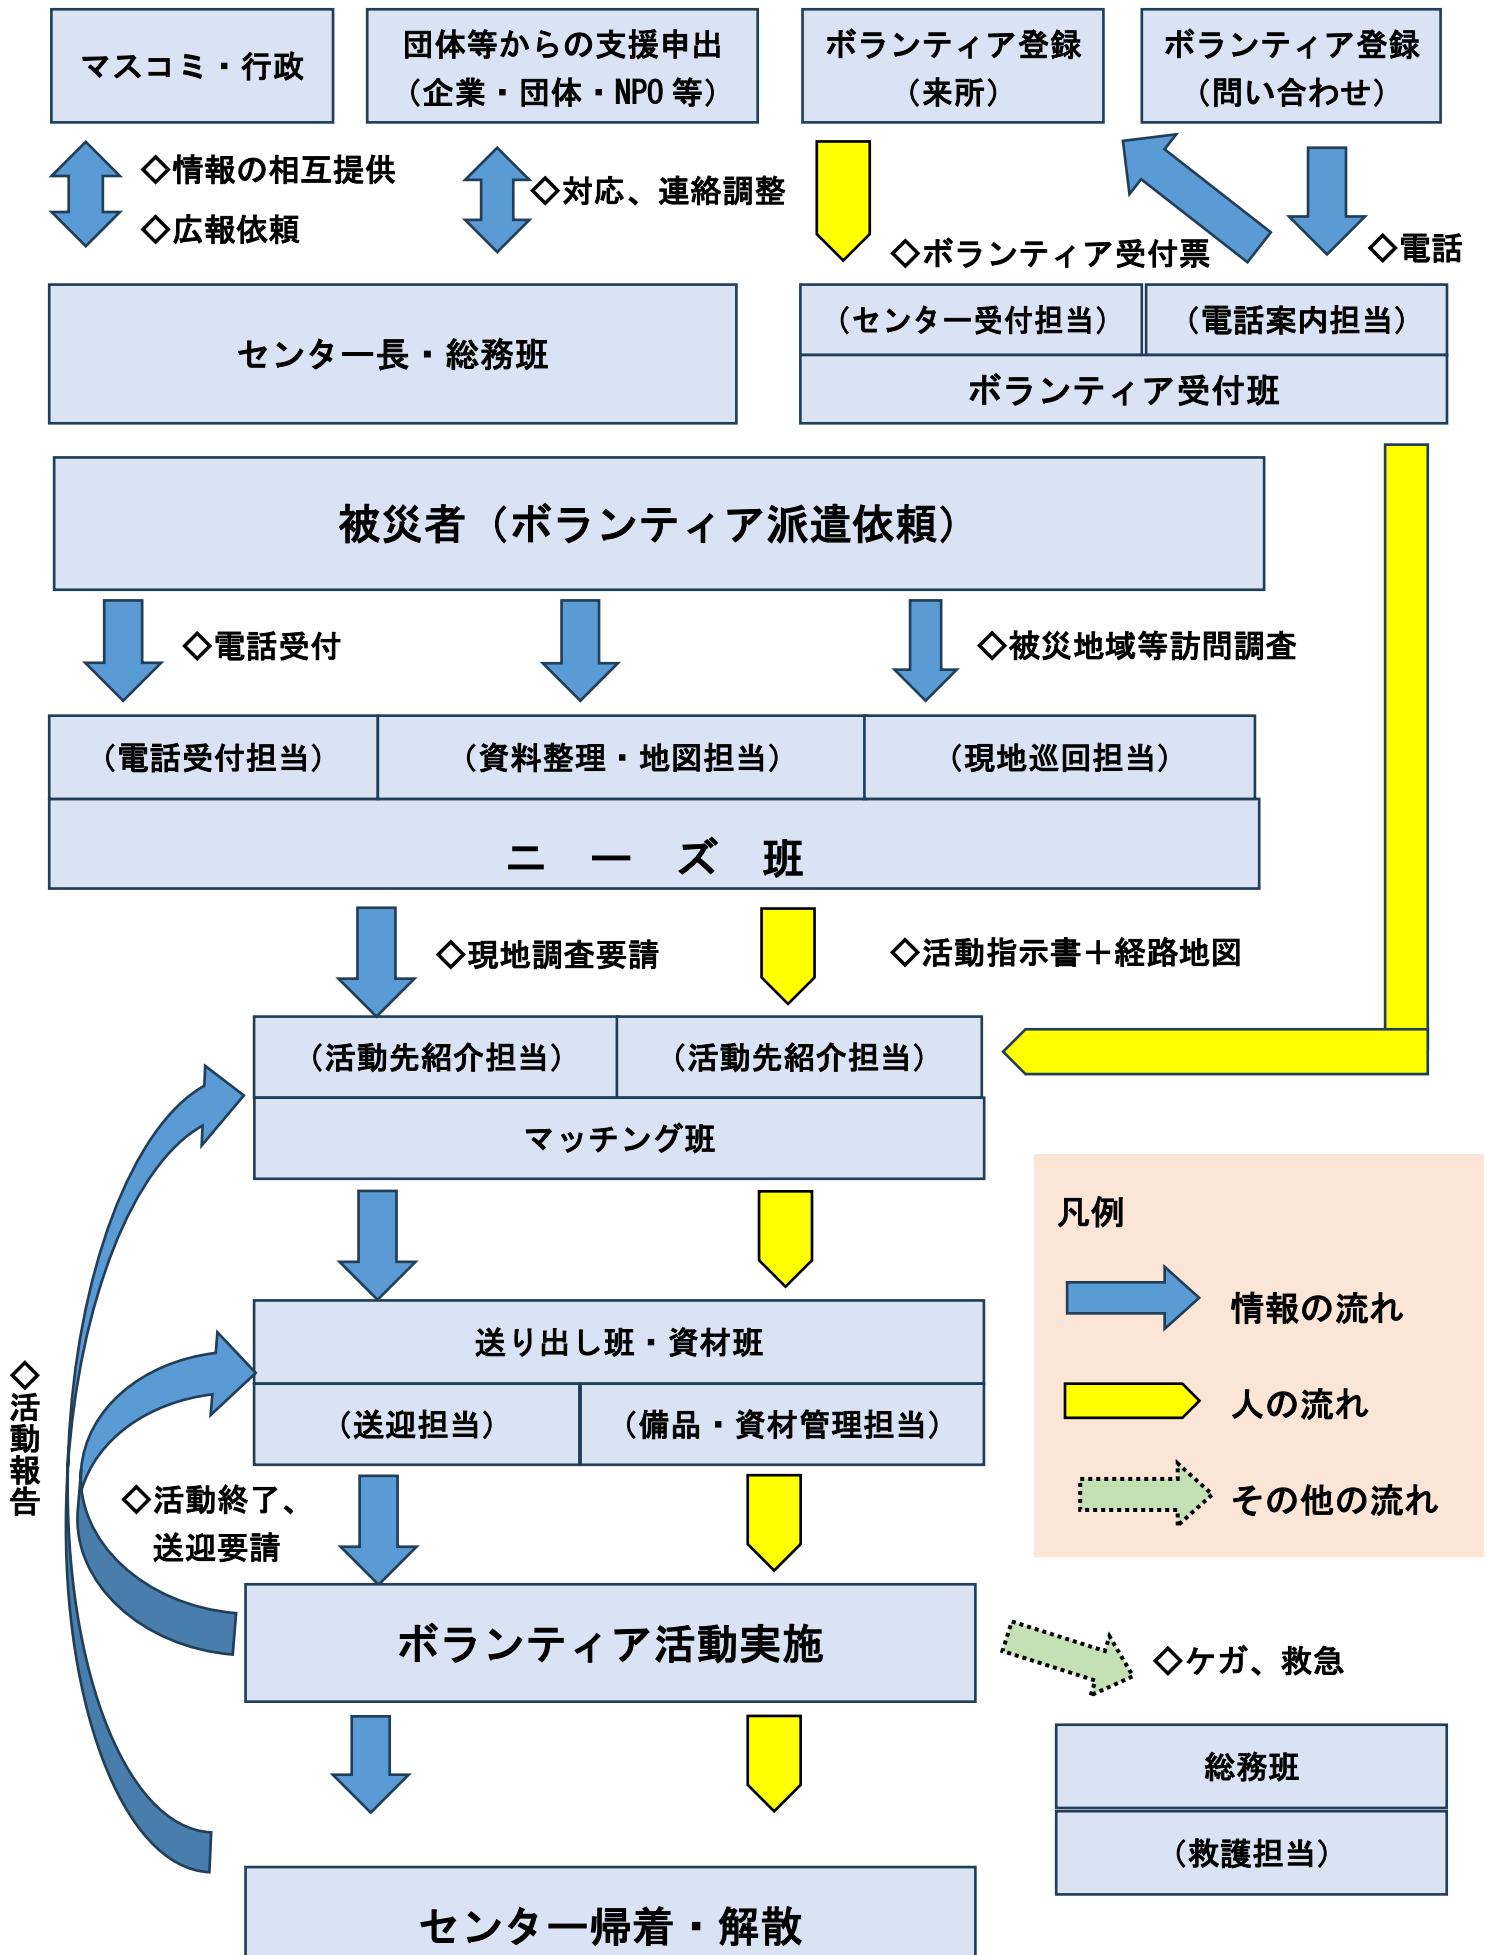 マスコミ・行政
団体等からの支援申出
（企業・団体・NPO 等）
ボランティア登録
（来所）
ボランティア登録
（問い合わせ）
◇情報の相互提供
◇広報依頼
◇対応、連絡調整
◇ボランティア受付票
◇電話
センター長・総務班
（センター受付担当）
（電話案内担当）
ボランティア受付班
被災者（ボランティア派遣依頼）
◇電話受付
◇被災地域等訪問調査
（電話受付担当）
（資料整理・地図担当）
（現地巡回担当）
ニ　ー　ズ　班
◇現地調査要請
◇活動指示書＋経路地図
（活動先紹介担当）
（活動先紹介担当）
マッチング班
凡例
情報の流れ
人の流れ
その他の流れ
送り出し班・資材班
（送迎担当）
（備品・資材管理担当）
◇活動報告
◇活動終了、
送迎要請
ボランティア活動実施
◇ケガ、救急
総務班
（救護担当）
センター帰着・解散